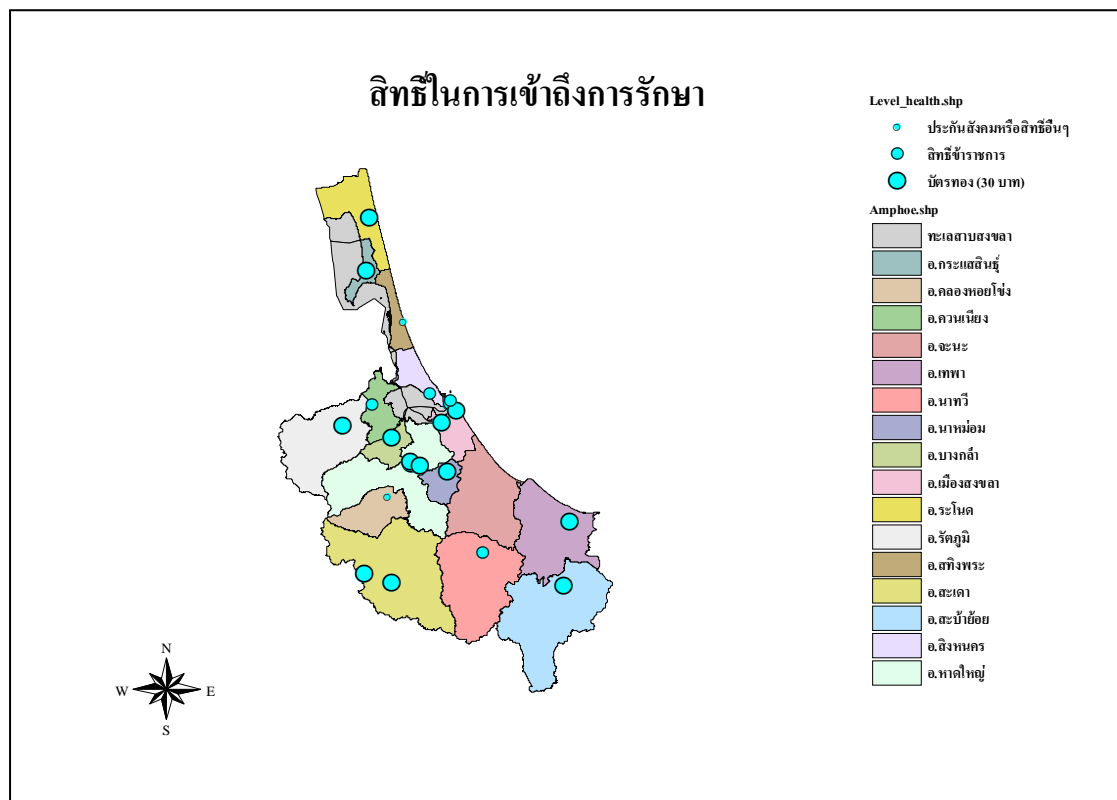 สิทธิ์ในการเข้าถึงการรักษา
Level_health.shp
ประกันสังคมหรือสิทธิ์อื่นๆ
สิทธิ์ข้าราชการ
บัตรทอง (30 บาท)
Amphoe.shp
ทะเลสาบสงขลา
อ.กระแสสินธุ์
อ.คลองหอยโข่ง
อ.ควนเนียง
อ.จะนะ
อ.เทพา
อ.นาทวี
อ.นาหม่อม
อ.บางกล่ำ
อ.เมืองสงขลา
อ.ระโนด
อ.รัตภูมิ
อ.สทิงพระ
อ.สะเดา
อ.สะบ้าย้อย
อ.สิงหนคร
อ.หาดใหญ่
N
W
E
S